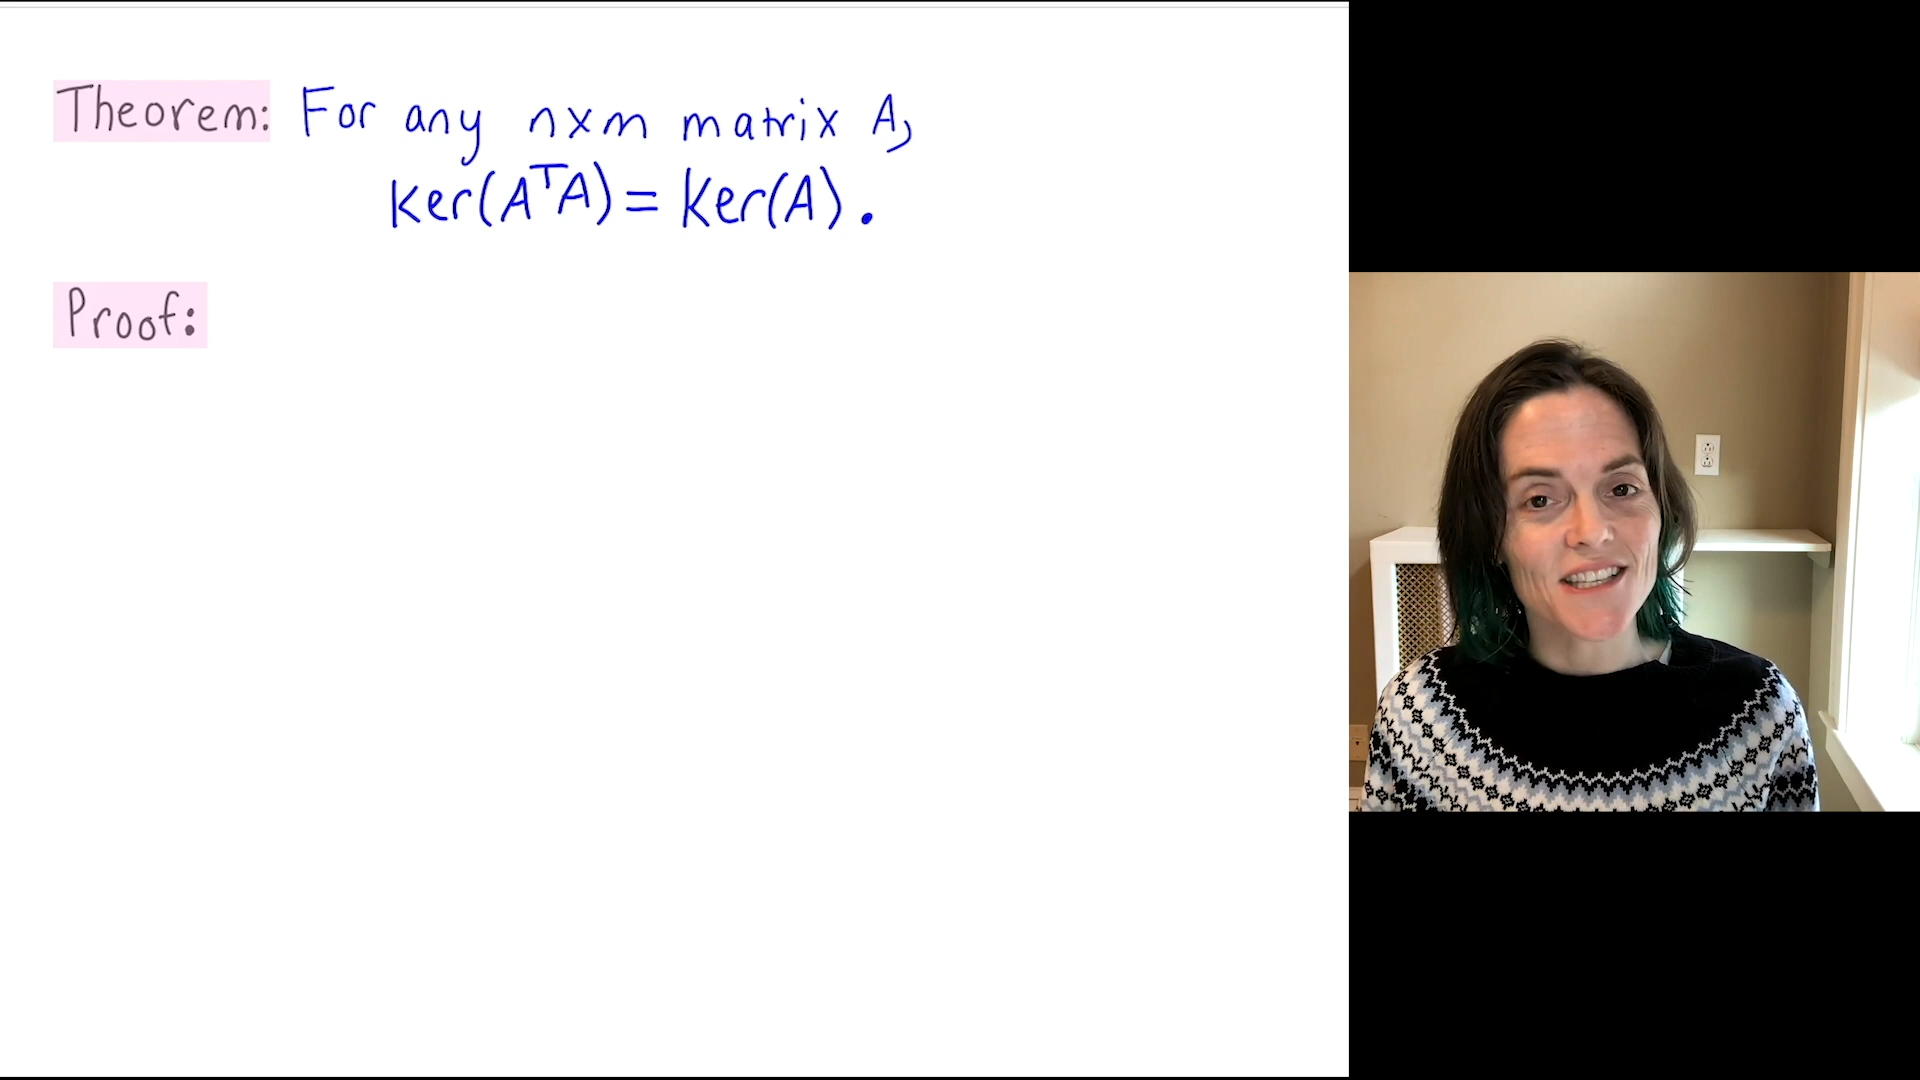 Theorem: For any n×m matrix A,
ker(AᵀA) = ker(A).
Proof: